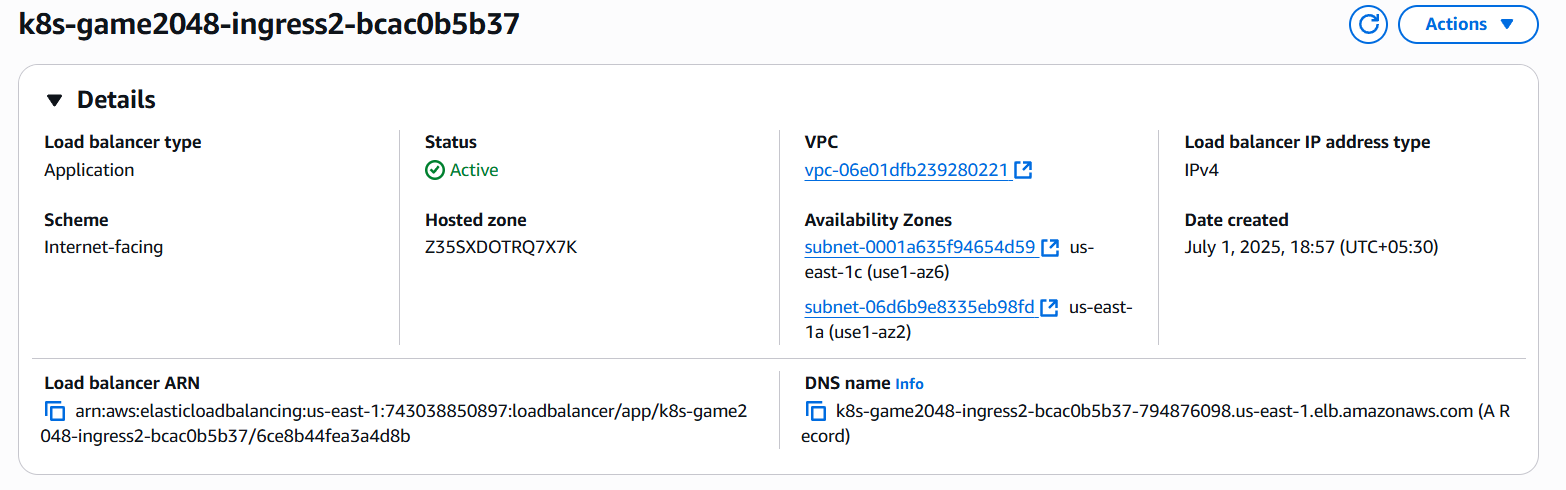 k8s-game2048-ingress2-bcac0b5b37
Actions
Details
Load balancer type
Application
Status
Active
VPC
vpc-06e01dfb239280221
Load balancer IP address type
IPv4
Scheme
Internet-facing
Hosted zone
Z35SXDOTRQ7X7K
Availability Zones
subnet-0001a635f94654d59 us-
east-1c (use1-az6)
subnet-06d6b9e8335eb98fd us-east-
1a (use1-az2)
Date created
July 1, 2025, 18:57 (UTC+05:30)
Load balancer ARN
arn:aws:elasticloadbalancing:us-east-1:743038850897:loadbalancer/app/k8s-game2
048-ingress2-bcac0b5b37/6ce8b44fea3a4d8b
DNS name Info
k8s-game2048-ingress2-bcac0b5b37-794876098.us-east-1.elb.amazonaws.com (A R
ecord)